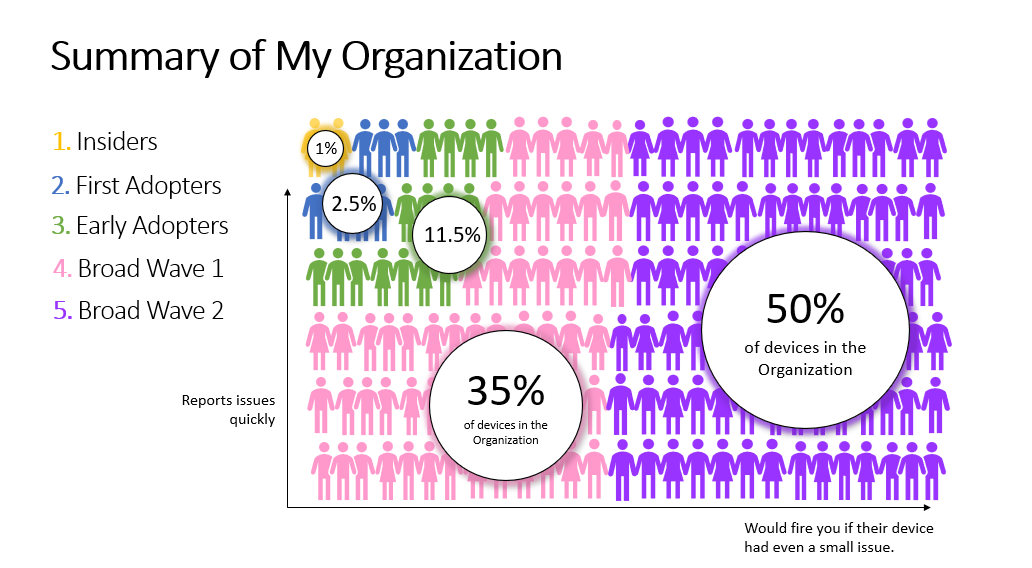 Summary of My Organization
1. Insiders
2. First Adopters
3. Early Adopters
4. Broad Wave 1
5. Broad Wave 2
1%
2.5%
11.5%
50%
of devices in the
Organization
35%
of devices in the
Organization
Reports issues
quickly
Would fire you if their device
had even a small issue.